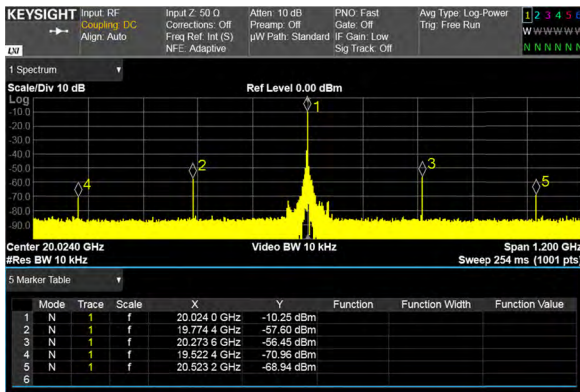 KEYSIGHT Input: RF Input Z: 50 Ω Atten: 10 dB PNO: Fast Avg Type: Log-Power 1 2 3 4 5 6
Coupling: DC Corrections: Off Preamp: Off Gate: Off Trig: Free Run W W W W W W
Align: Auto Freq Ref: Int (S) µW Path: Standard IF Gain: Low
LXI NFE: Adaptive Sig Track: Off N N N N N N
1 Spectrum
Scale/Div 10 dB Ref Level 0.00 dBm
Log
-10.0
-20.0
-30.0
-40.0
-50.0
-60.0
-70.0
-80.0
-90.0
1
2
3
4
5
Center 20.0240 GHz Video BW 10 kHz Span 1.200 GHz
#Res BW 10 kHz Sweep 254 ms (1001 pts)
5 Marker Table
Mode Trace Scale X Y Function Function Width Function Value
1 N 1 f 20.024 0 GHz -10.25 dBm
2 N 1 f 19.774 4 GHz -57.60 dBm
3 N 1 f 20.273 6 GHz -56.45 dBm
4 N 1 f 19.522 4 GHz -70.96 dBm
5 N 1 f 20.523 2 GHz -68.94 dBm
6